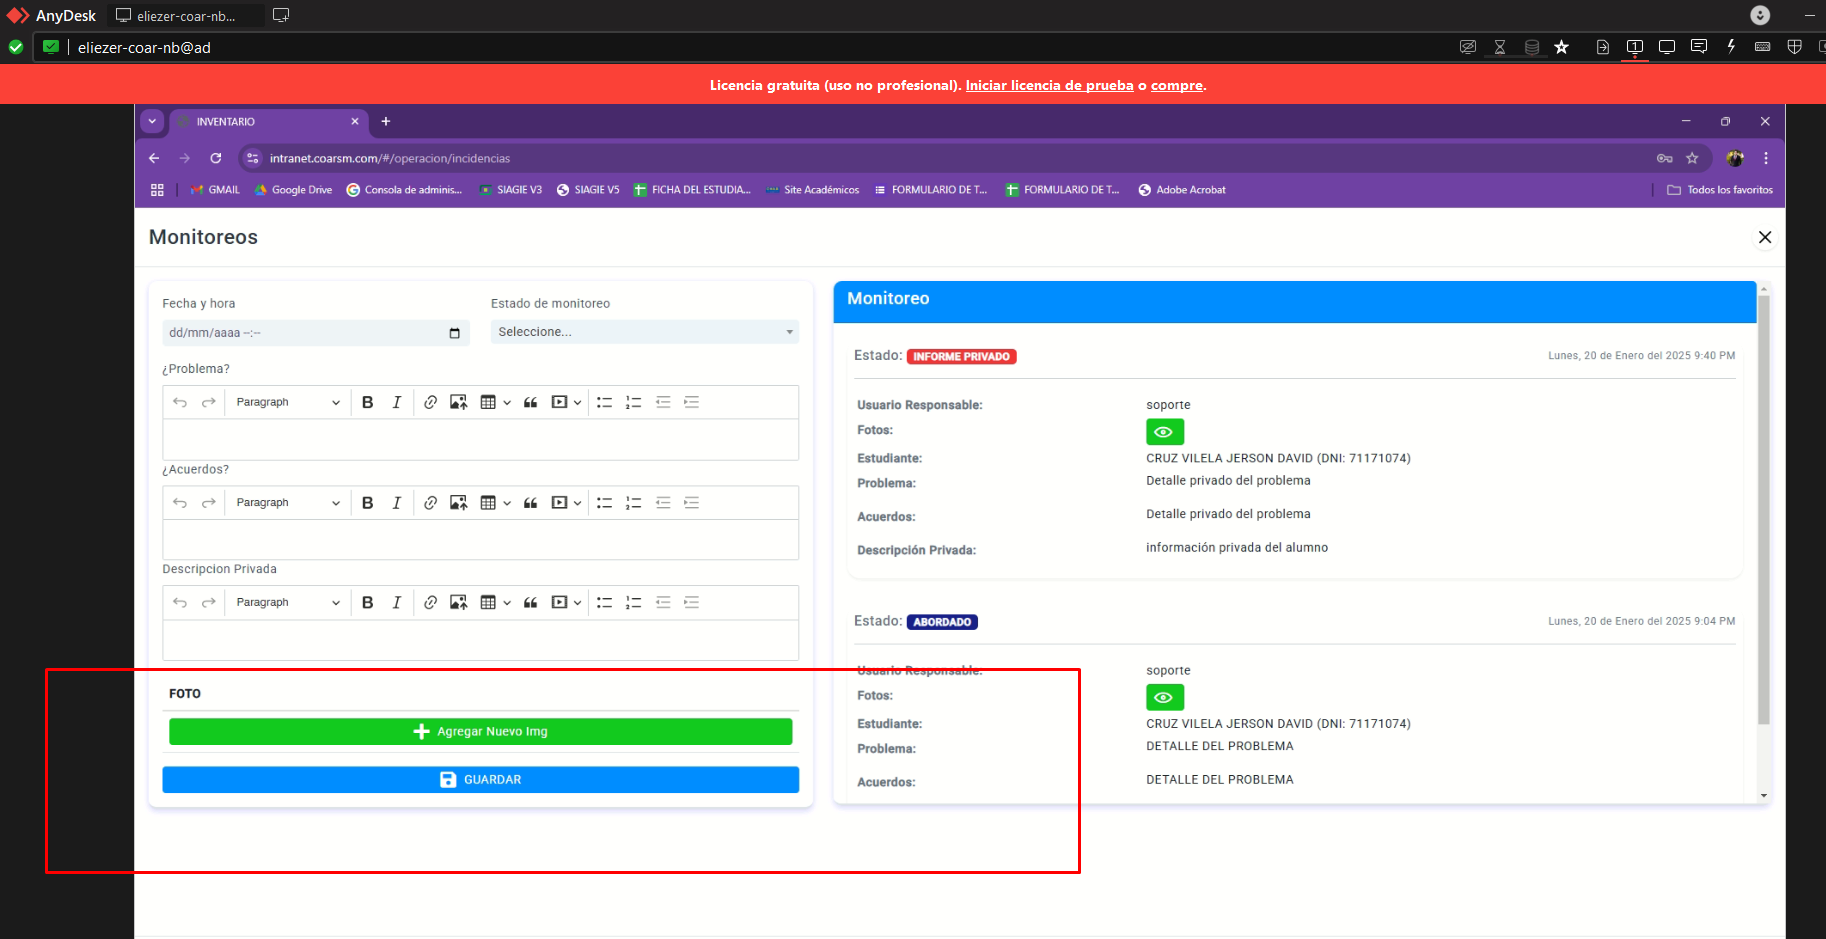 AnyDesk
eliezer-coar-nb...
eliezer-coar-nb@ad
1
Licencia gratuita (uso no profesional). Iniciar licencia de prueba o compre.
INVENTARIO
intranet.coarsm.com/#/operacion/incidencias
GMAIL
Google Drive
Consola de adminis...
SIAGIE V3
SIAGIE V5
FICHA DEL ESTUDIA...
Site Académicos
FORMULARIO DE T...
FORMULARIO DE T...
Adobe Acrobat
Todos los favoritos
Monitoreos
Fecha y hora
Estado de monitoreo
dd/mm/aaaa --:--
Seleccione...
¿Problema?
Paragraph
¿Acuerdos?
Paragraph
Descripcion Privada
Paragraph
FOTO
Agregar Nuevo Img
GUARDAR
Monitoreo
Estado: INFORME PRIVADO
Lunes, 20 de Enero del 2025 9:40 PM
Usuario Responsable: soporte
Fotos:
Estudiante: CRUZ VILELA JERSON DAVID (DNI: 71171074)
Problema: Detalle privado del problema
Acuerdos: Detalle privado del problema
Descripción Privada: información privada del alumno
Estado: ABORDADO
Lunes, 20 de Enero del 2025 9:04 PM
Usuario Responsable: soporte
Fotos:
Estudiante: CRUZ VILELA JERSON DAVID (DNI: 71171074)
Problema: DETALLE DEL PROBLEMA
Acuerdos: DETALLE DEL PROBLEMA